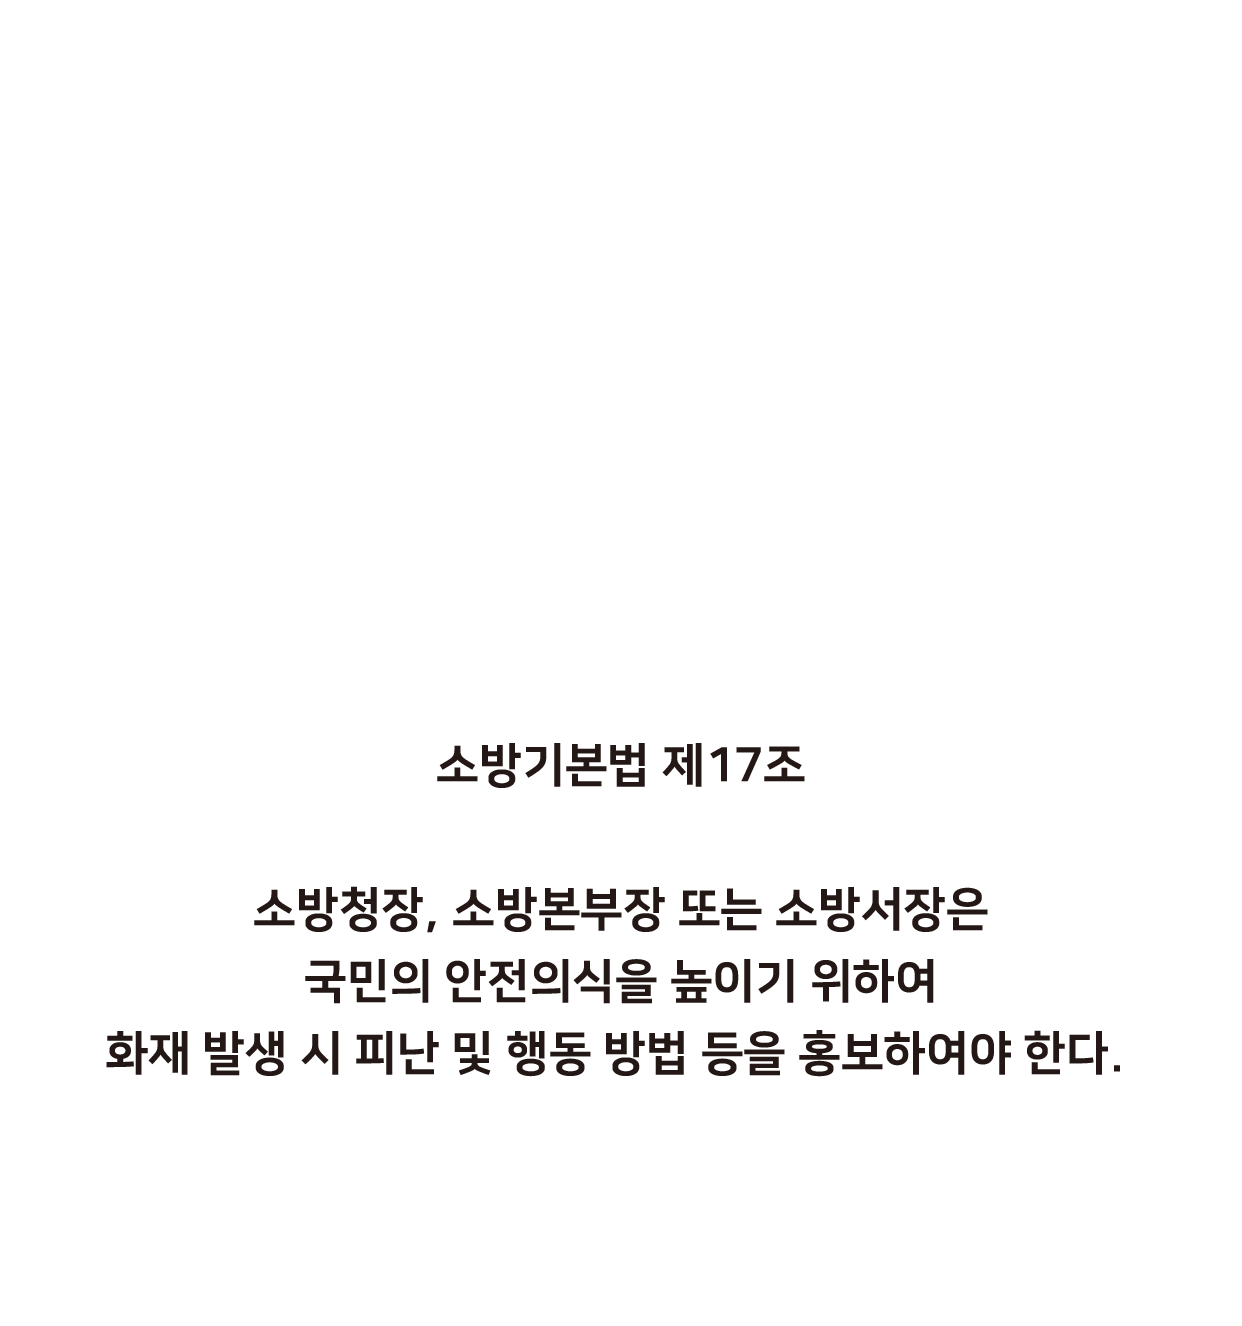 소방기본법 제17조
소방청장, 소방본부장 또는 소방서장은
국민의 안전의식을 높이기 위하여
화재 발생 시 피난 및 행동 방법 등을 홍보하여야 한다.